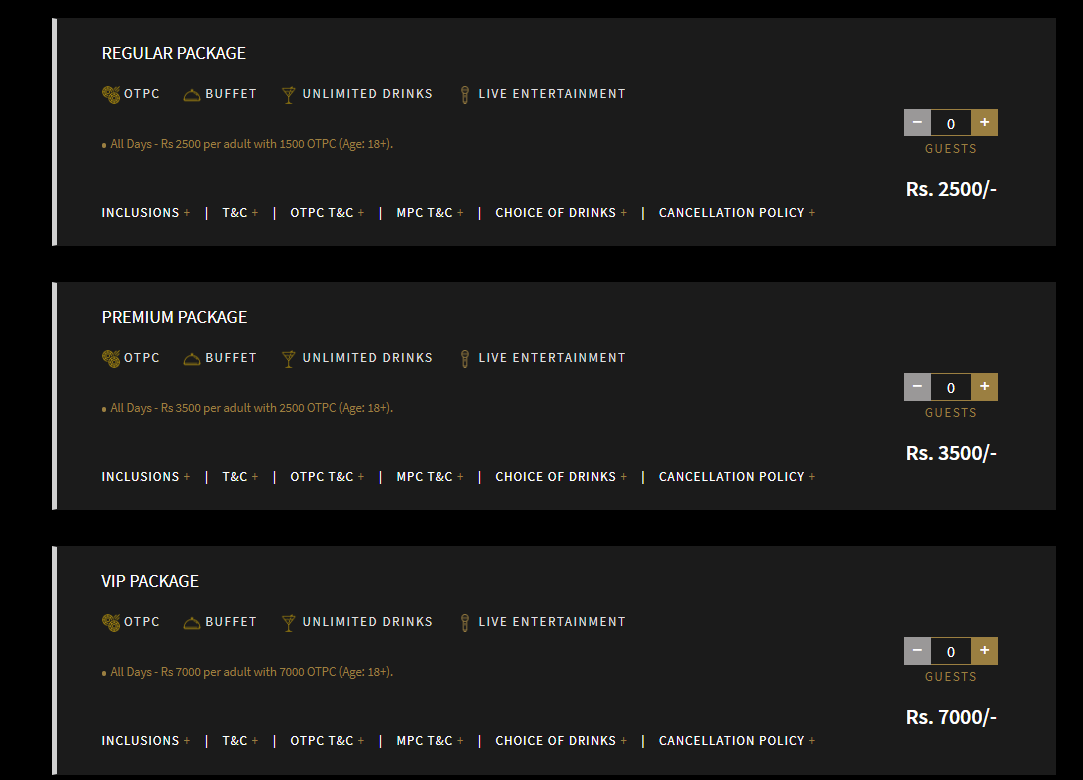 REGULAR PACKAGE
OTPC BUFFET UNLIMITED DRINKS LIVE ENTERTAINMENT
• All Days - Rs 2500 per adult with 1500 OTPC (Age: 18+).
− 0 +
GUESTS
Rs. 2500/-
INCLUSIONS + | T&C + | OTPC T&C + | MPC T&C + | CHOICE OF DRINKS + | CANCELLATION POLICY +
PREMIUM PACKAGE
OTPC BUFFET UNLIMITED DRINKS LIVE ENTERTAINMENT
• All Days - Rs 3500 per adult with 2500 OTPC (Age: 18+).
− 0 +
GUESTS
Rs. 3500/-
INCLUSIONS + | T&C + | OTPC T&C + | MPC T&C + | CHOICE OF DRINKS + | CANCELLATION POLICY +
VIP PACKAGE
OTPC BUFFET UNLIMITED DRINKS LIVE ENTERTAINMENT
• All Days - Rs 7000 per adult with 7000 OTPC (Age: 18+).
− 0 +
GUESTS
Rs. 7000/-
INCLUSIONS + | T&C + | OTPC T&C + | MPC T&C + | CHOICE OF DRINKS + | CANCELLATION POLICY +